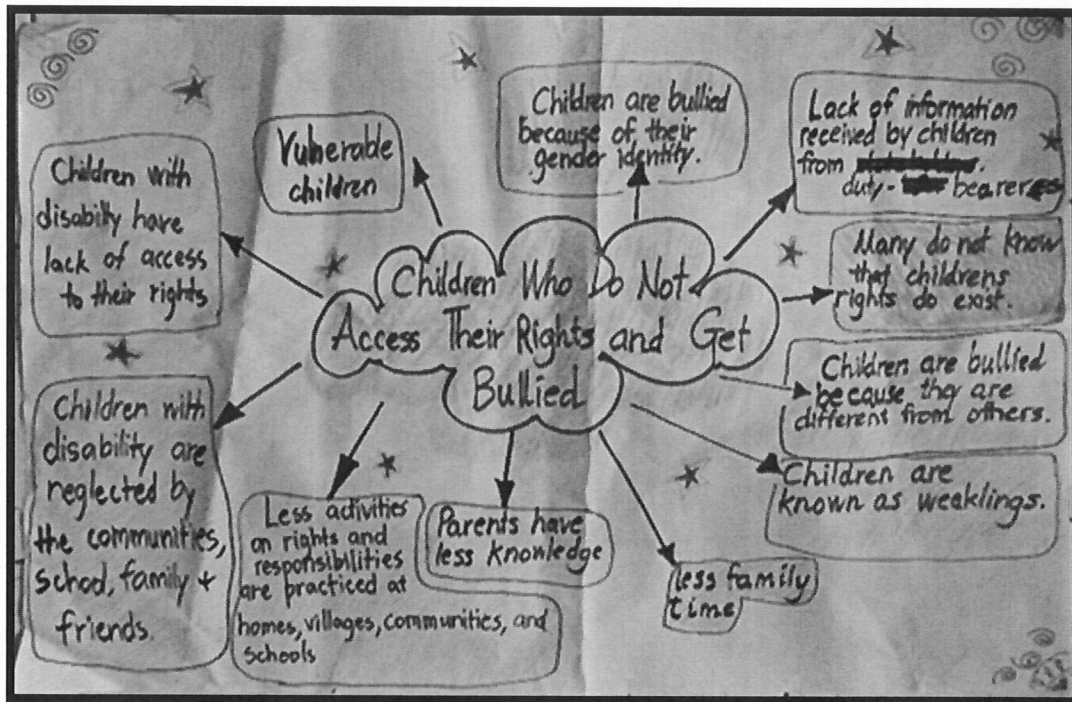 Children Who Do Not
Access Their Rights and Get
Bullied
Vulnerable
children
Children are bullied
because of their
gender identity.
Lack of information
received by children
from
duty- bearer
Many do not know
that childrens
rights do exist.
Children are bullied
because they are
different from others.
Children are
known as weaklings.
less family
time
Parents have
less knowledge
Less activities
on rights and
responsibilities
are practiced at
homes, villages, communities, and
schools
Children with
disability are
neglected by
the communities,
school, family +
friends.
Children with
disabilty have
lack of access
to their rights